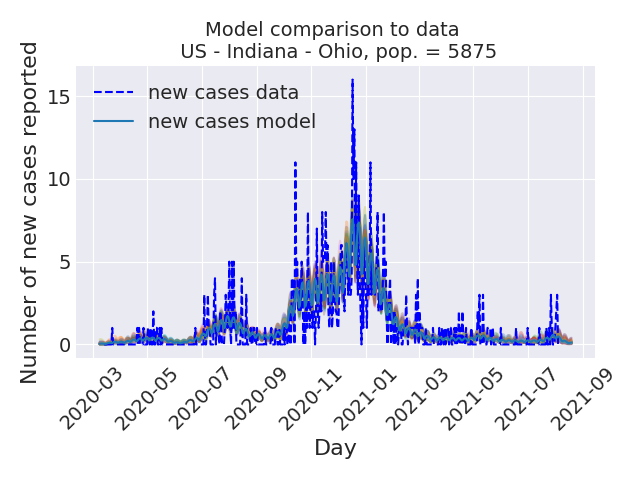 Model comparison to data
US - Indiana - Ohio, pop. = 5875
Number of new cases reported
15
10
5
0
new cases data
new cases model
2020-03
2020-05
2020-07
2020-09
2020-11
2021-01
2021-03
2021-05
2021-07
2021-09
Day